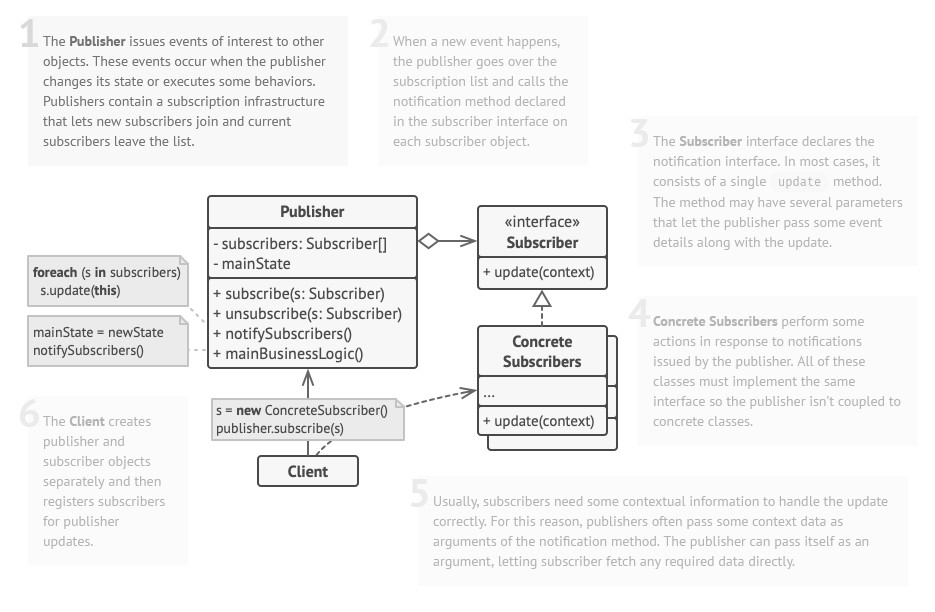 1
The Publisher issues events of interest to other
objects. These events occur when the publisher
changes its state or executes some behaviors.
Publishers contain a subscription infrastructure
that lets new subscribers join and current
subscribers leave the list.
2
When a new event happens,
the publisher goes over the
subscription list and calls the
notification method declared
in the subscriber interface on
each subscriber object.
3
The Subscriber interface declares the
notification interface. In most cases, it
consists of a single update method.
The method may have several parameters
that let the publisher pass some event
details along with the update.
Publisher
- subscribers: Subscriber[]
- mainState
+ subscribe(s: Subscriber)
+ unsubscribe(s: Subscriber)
+ notifySubscribers()
+ mainBusinessLogic()
«interface»
Subscriber
+ update(context)
foreach (s in subscribers)
s.update(this)
mainState = newState
notifySubscribers()
Concrete
Subscribers
...
+ update(context)
4
Concrete Subscribers perform some
actions in response to notifications
issued by the publisher. All of these
classes must implement the same
interface so the publisher isn't coupled to
concrete classes.
s = new ConcreteSubscriber()
publisher.subscribe(s)
Client
6
The Client creates
publisher and
subscriber objects
separately and then
registers subscribers
for publisher
updates.
5
Usually, subscribers need some contextual information to handle the update
correctly. For this reason, publishers often pass some context data as
arguments of the notification method. The publisher can pass itself as an
argument, letting subscriber fetch any required data directly.